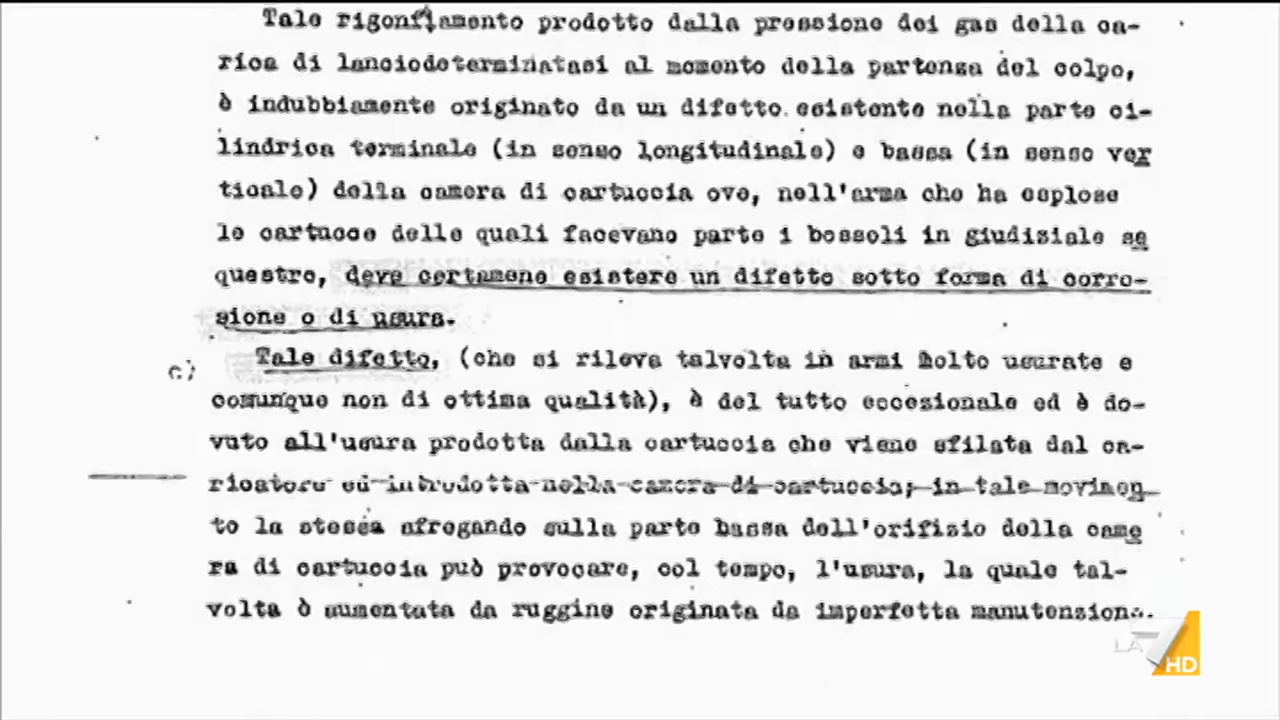 Tale rigonfiamento prodotto dalla pressione dei gas della ca-
rica di lanciodeterminatasi al momento della partenza del colpo,
è indubbiamente originato da un difetto esistente nella parte ci-
lindrica terminale (in senso longitudinale) e bassa (in senso ver
ticale) della camera di cartuccia ove, nell'arma che ha esploso
le cartucce delle quali facevano parte i bossoli in giudiziale se
questro, deve certamene esistere un difetto sotto forma di corro-
sione o di usura.
c) Tale difetto, (che si rileva talvolta in armi molto usurate e
comunque non di ottima qualità), è del tutto eccezionale ed è do-
vuto all'usura prodotta dalla cartuccia che viene sfilata dal ca-
ricatore ed introdotta nella camera di cartuccia; in tale movimen
to la stessa sfregando sulla parte bassa dell'orifizio della came
ra di cartuccia può provocare, col tempo, l'usura, la quale tal-
volta è aumentata da ruggine originata da imperfetta manutenzione.
LA7 HD